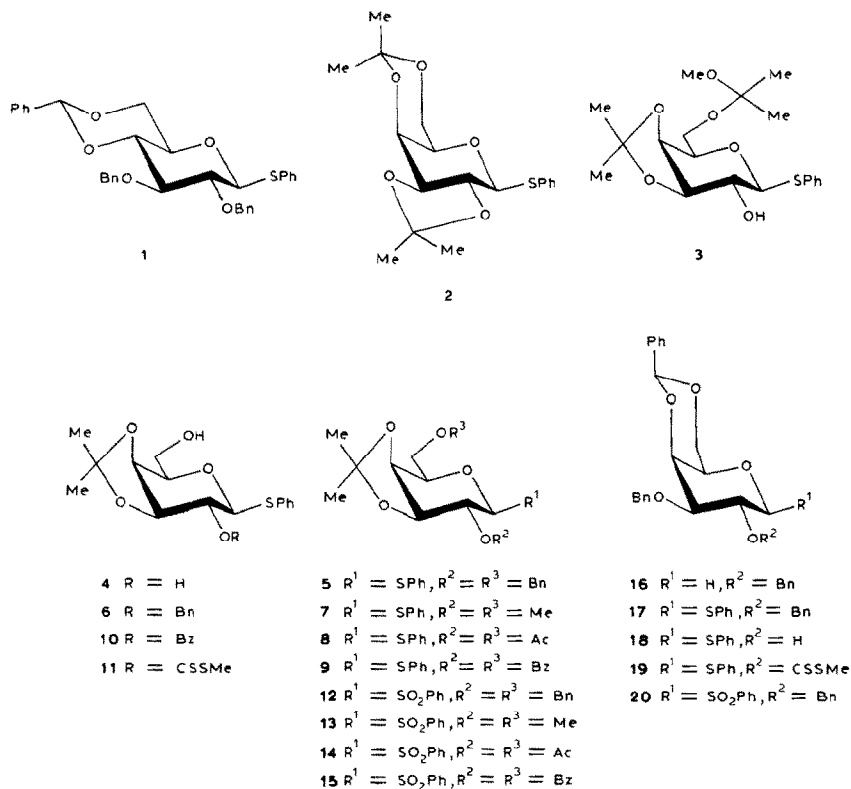 Me
Me
O
O
O
O
O
SPh
Me
Me
2
Ph
O
O
O
BnO
OBn
SPh
1
MeO
Me
Me
O
Me
Me
O
O
O
SPh
OH
3
Me
Me
O
O
OH
O
SPh
OR
4 R = H
6 R = Bn
10 R = Bz
11 R = CSSMe
Me
Me
O
O
OR³
O
R¹
OR²
5 R¹ = SPh, R² = R³ = Bn
7 R¹ = SPh, R² = R³ = Me
8 R¹ = SPh, R² = R³ = Ac
9 R¹ = SPh, R² = R³ = Bz
12 R¹ = SO₂Ph, R² = R³ = Bn
13 R¹ = SO₂Ph, R² = R³ = Me
14 R¹ = SO₂Ph, R² = R³ = Ac
15 R¹ = SO₂Ph, R² = R³ = Bz
Ph
O
O
O
BnO
R¹
OR²
16 R¹ = H, R² = Bn
17 R¹ = SPh, R² = Bn
18 R¹ = SPh, R² = H
19 R¹ = SPh, R² = CSSMe
20 R¹ = SO₂Ph, R² = Bn